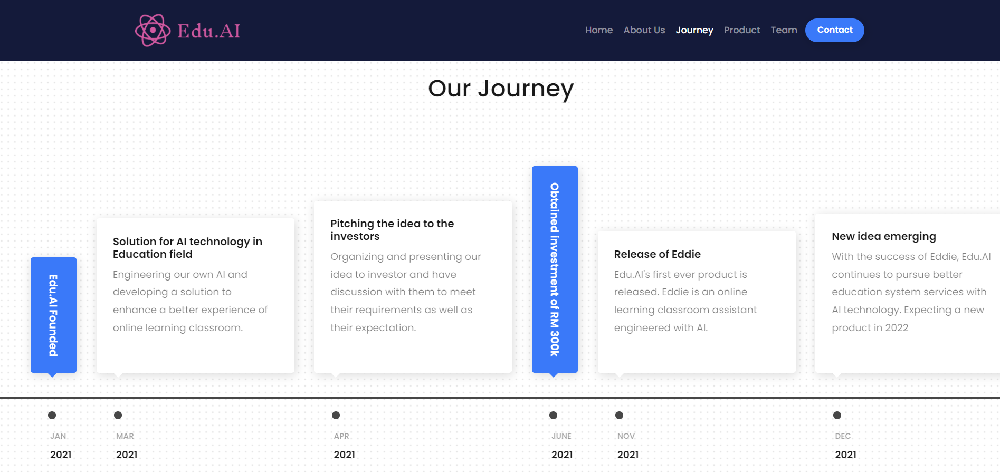 Edu.AI
Home About Us Journey Product Team Contact
Our Journey
Edu.AI Founded
Solution for AI technology in
Education field
Engineering our own AI and
developing a solution to
enhance a better experience of
online learning classroom.
Pitching the idea to the
investors
Organizing and presenting our
idea to investor and have
discussion with them to meet
their requirements as well as
their expectation.
Obtained investment of RM 300k
Release of Eddie
Edu.AI's first ever product is
released. Eddie is an online
learning classroom assistant
engineered with AI.
New idea emerging
With the success of Eddie, Edu.AI
continues to pursue better
education system services with
AI technology. Expecting a new
product in 2022
JAN MAR APR JUNE NOV DEC
2021 2021 2021 2021 2021 2021